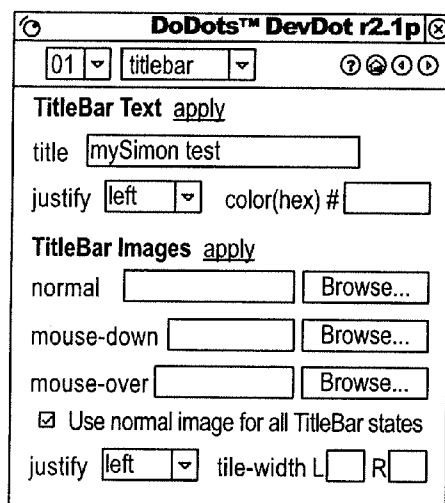 DoDots™ DevDot r2.1p
01 titlebar
TitleBar Text apply
title mySimon test
justify left color(hex) #
TitleBar Images apply
normal Browse...
mouse-down Browse...
mouse-over Browse...
Use normal image for all TitleBar states
justify left tile-width L R